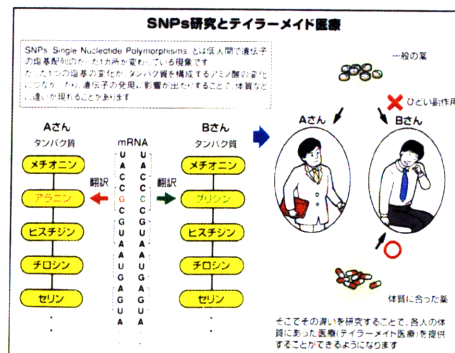 SNPs研究とテイラーメイド医療
SNPs Single Nucleotide Polymorphisms とは個人間で遺伝子
の塩基配列のたった1カ所が変わっている現象です
たった1つの塩基の変化が、タンパク質を構成するアミノ酸の変化
につながったり、遺伝子の発現に影響が出たりすることで、体質など
に違いが現れることがあります
Aさん
タンパク質
メチオニン
アラニン
ヒスチジン
チロシン
セリン
翻訳
mRNA
翻訳
Bさん
タンパク質
メチオニン
グリシン
ヒスチジン
チロシン
セリン
一般の薬
ひどい副作用
Aさん
Bさん
体質に合った薬
そこでその違いを研究することで、各人の体
質にあった医療(テイラーメイド医療)を提供
することができるようになります